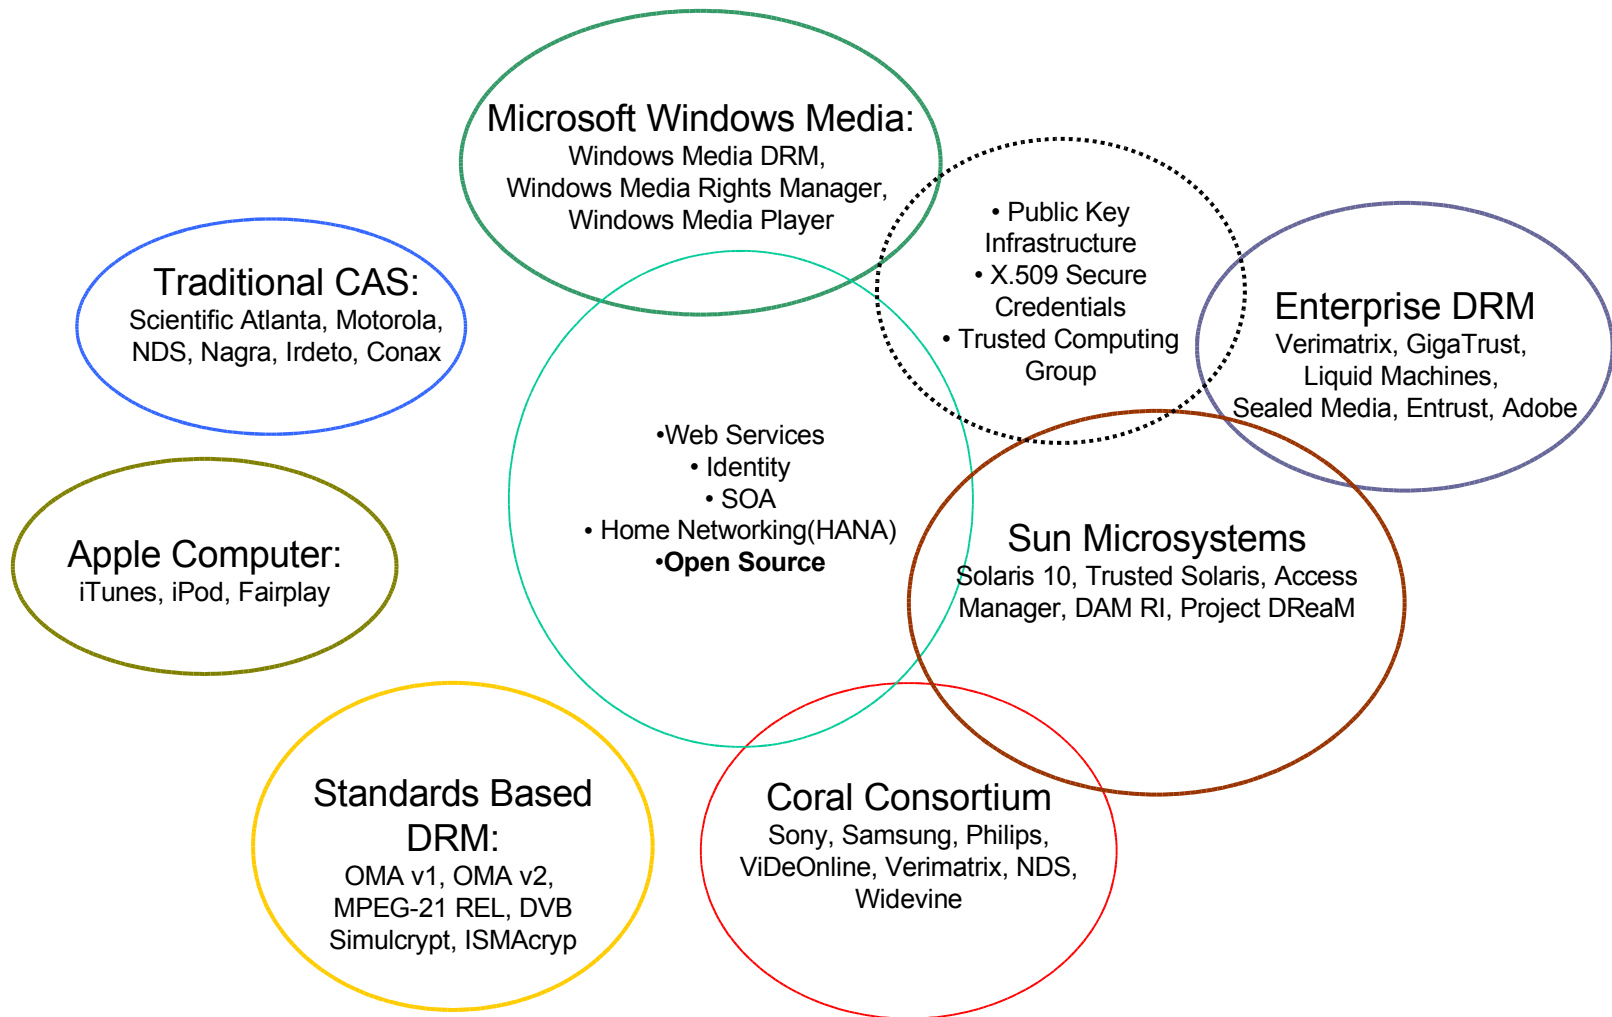 Microsoft Windows Media:
Windows Media DRM,
Windows Media Rights Manager,
Windows Media Player
• Public Key
Infrastructure
• X.509 Secure
Credentials
• Trusted Computing
Group
Traditional CAS:
Scientific Atlanta, Motorola,
NDS, Nagra, Irdeto, Conax
Enterprise DRM
Verimatrix, GigaTrust,
Liquid Machines,
Sealed Media, Entrust, Adobe
•Web Services
• Identity
• SOA
• Home Networking(HANA)
•Open Source
Apple Computer:
iTunes, iPod, Fairplay
Sun Microsystems
Solaris 10, Trusted Solaris, Access
Manager, DAM RI, Project DReaM
Standards Based
DRM:
OMA v1, OMA v2,
MPEG-21 REL, DVB
Simulcrypt, ISMAcryp
Coral Consortium
Sony, Samsung, Philips,
ViDeOnline, Verimatrix, NDS,
Widevine